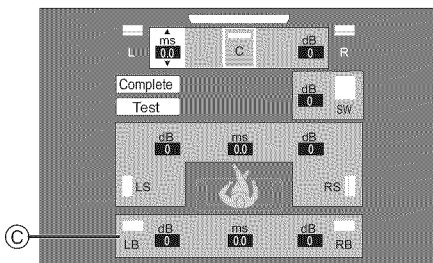 ms dB
L 0.0 C 0 R
Complete dB
Test 0 SW
dB ms dB
0 0.0 0
LS RS
C dB ms dB
LB 0 0.0 0 RB